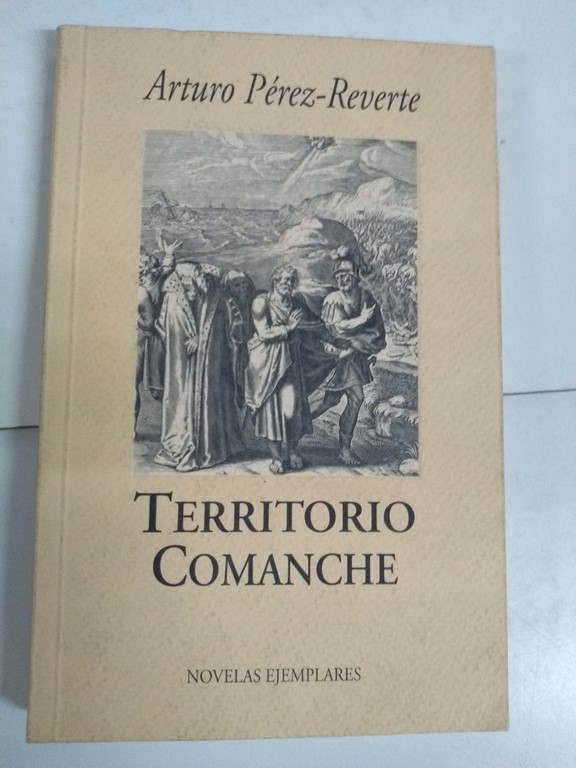 Arturo Pérez-Reverte
TERRITORIO
COMANCHE
NOVELAS EJEMPLARES